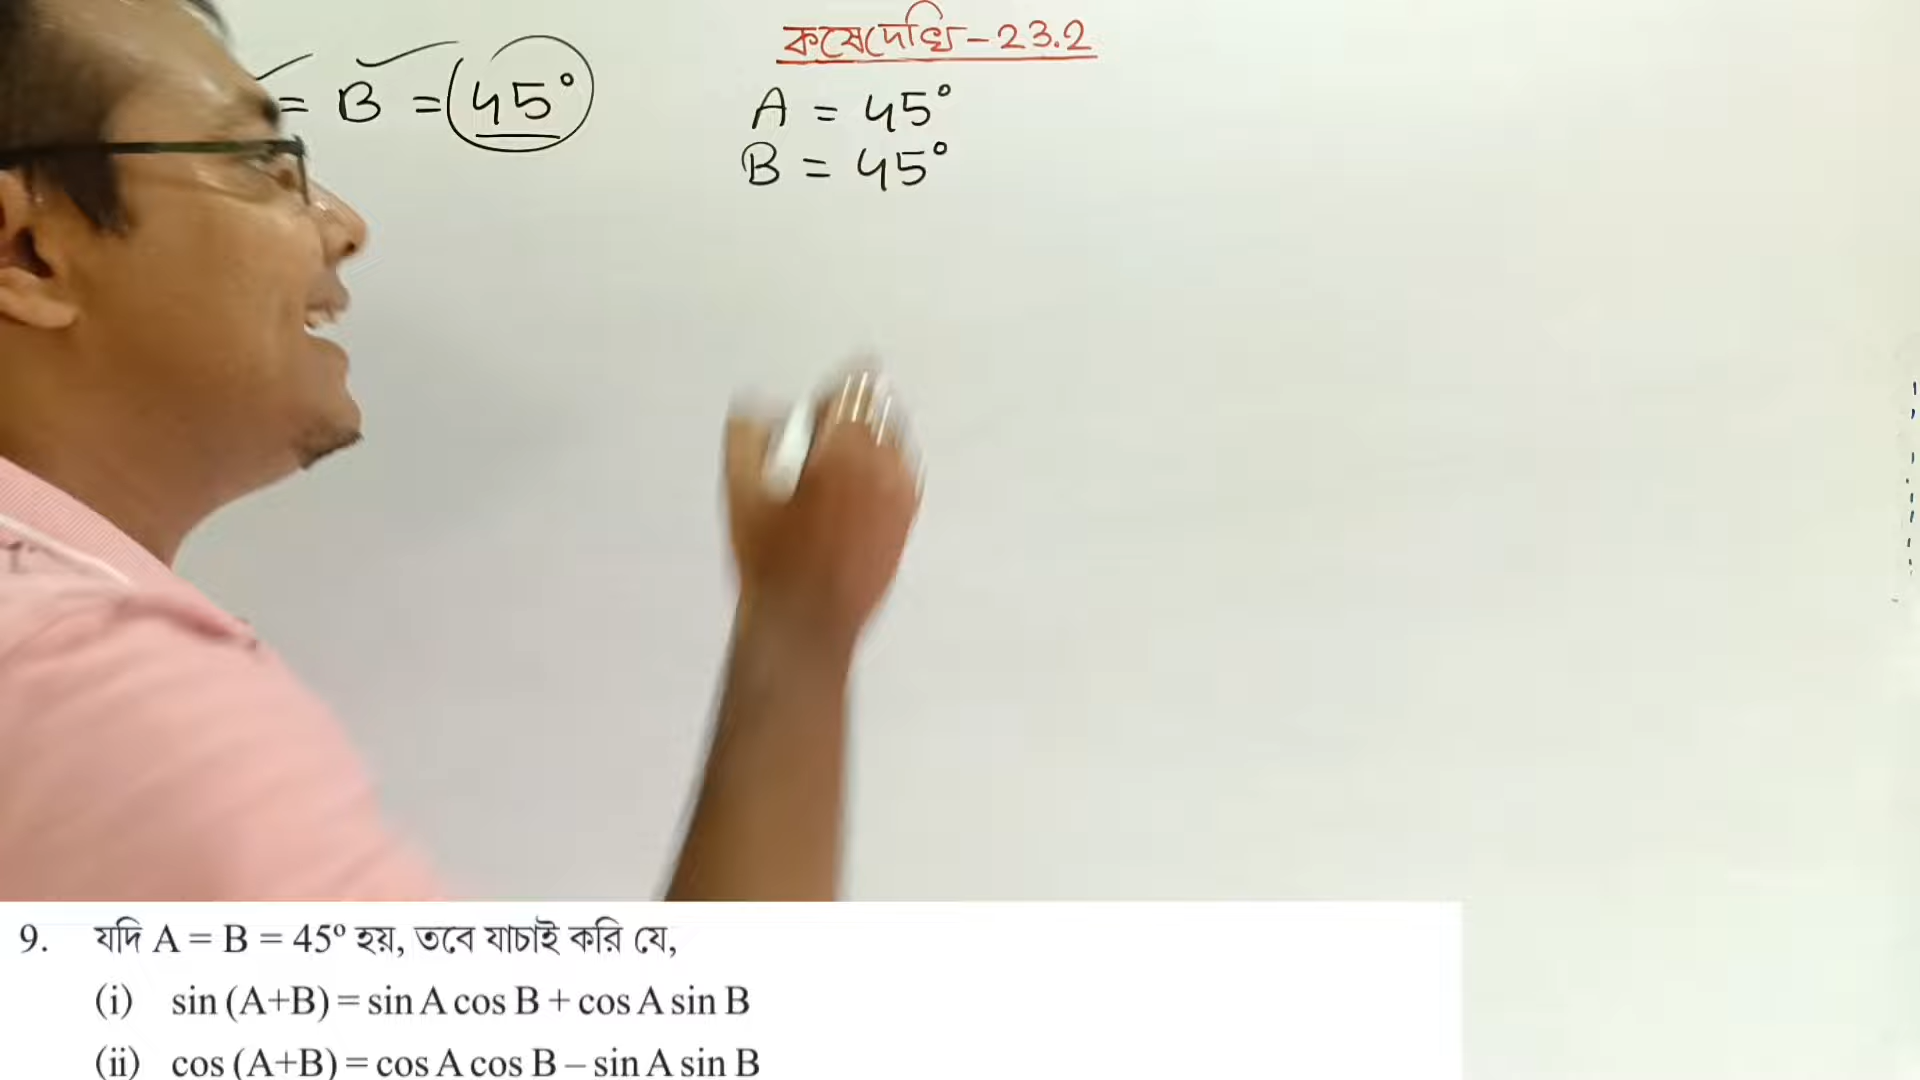 কষেদেখি-23.2
= B = 45°
A = 45°
B = 45°
9. যদি A = B = 45° হয়, তবে যাচাই করি যে,
(i) sin (A+B) = sin A cos B + cos A sin B
(ii) cos (A+B) = cos A cos B – sin A sin B